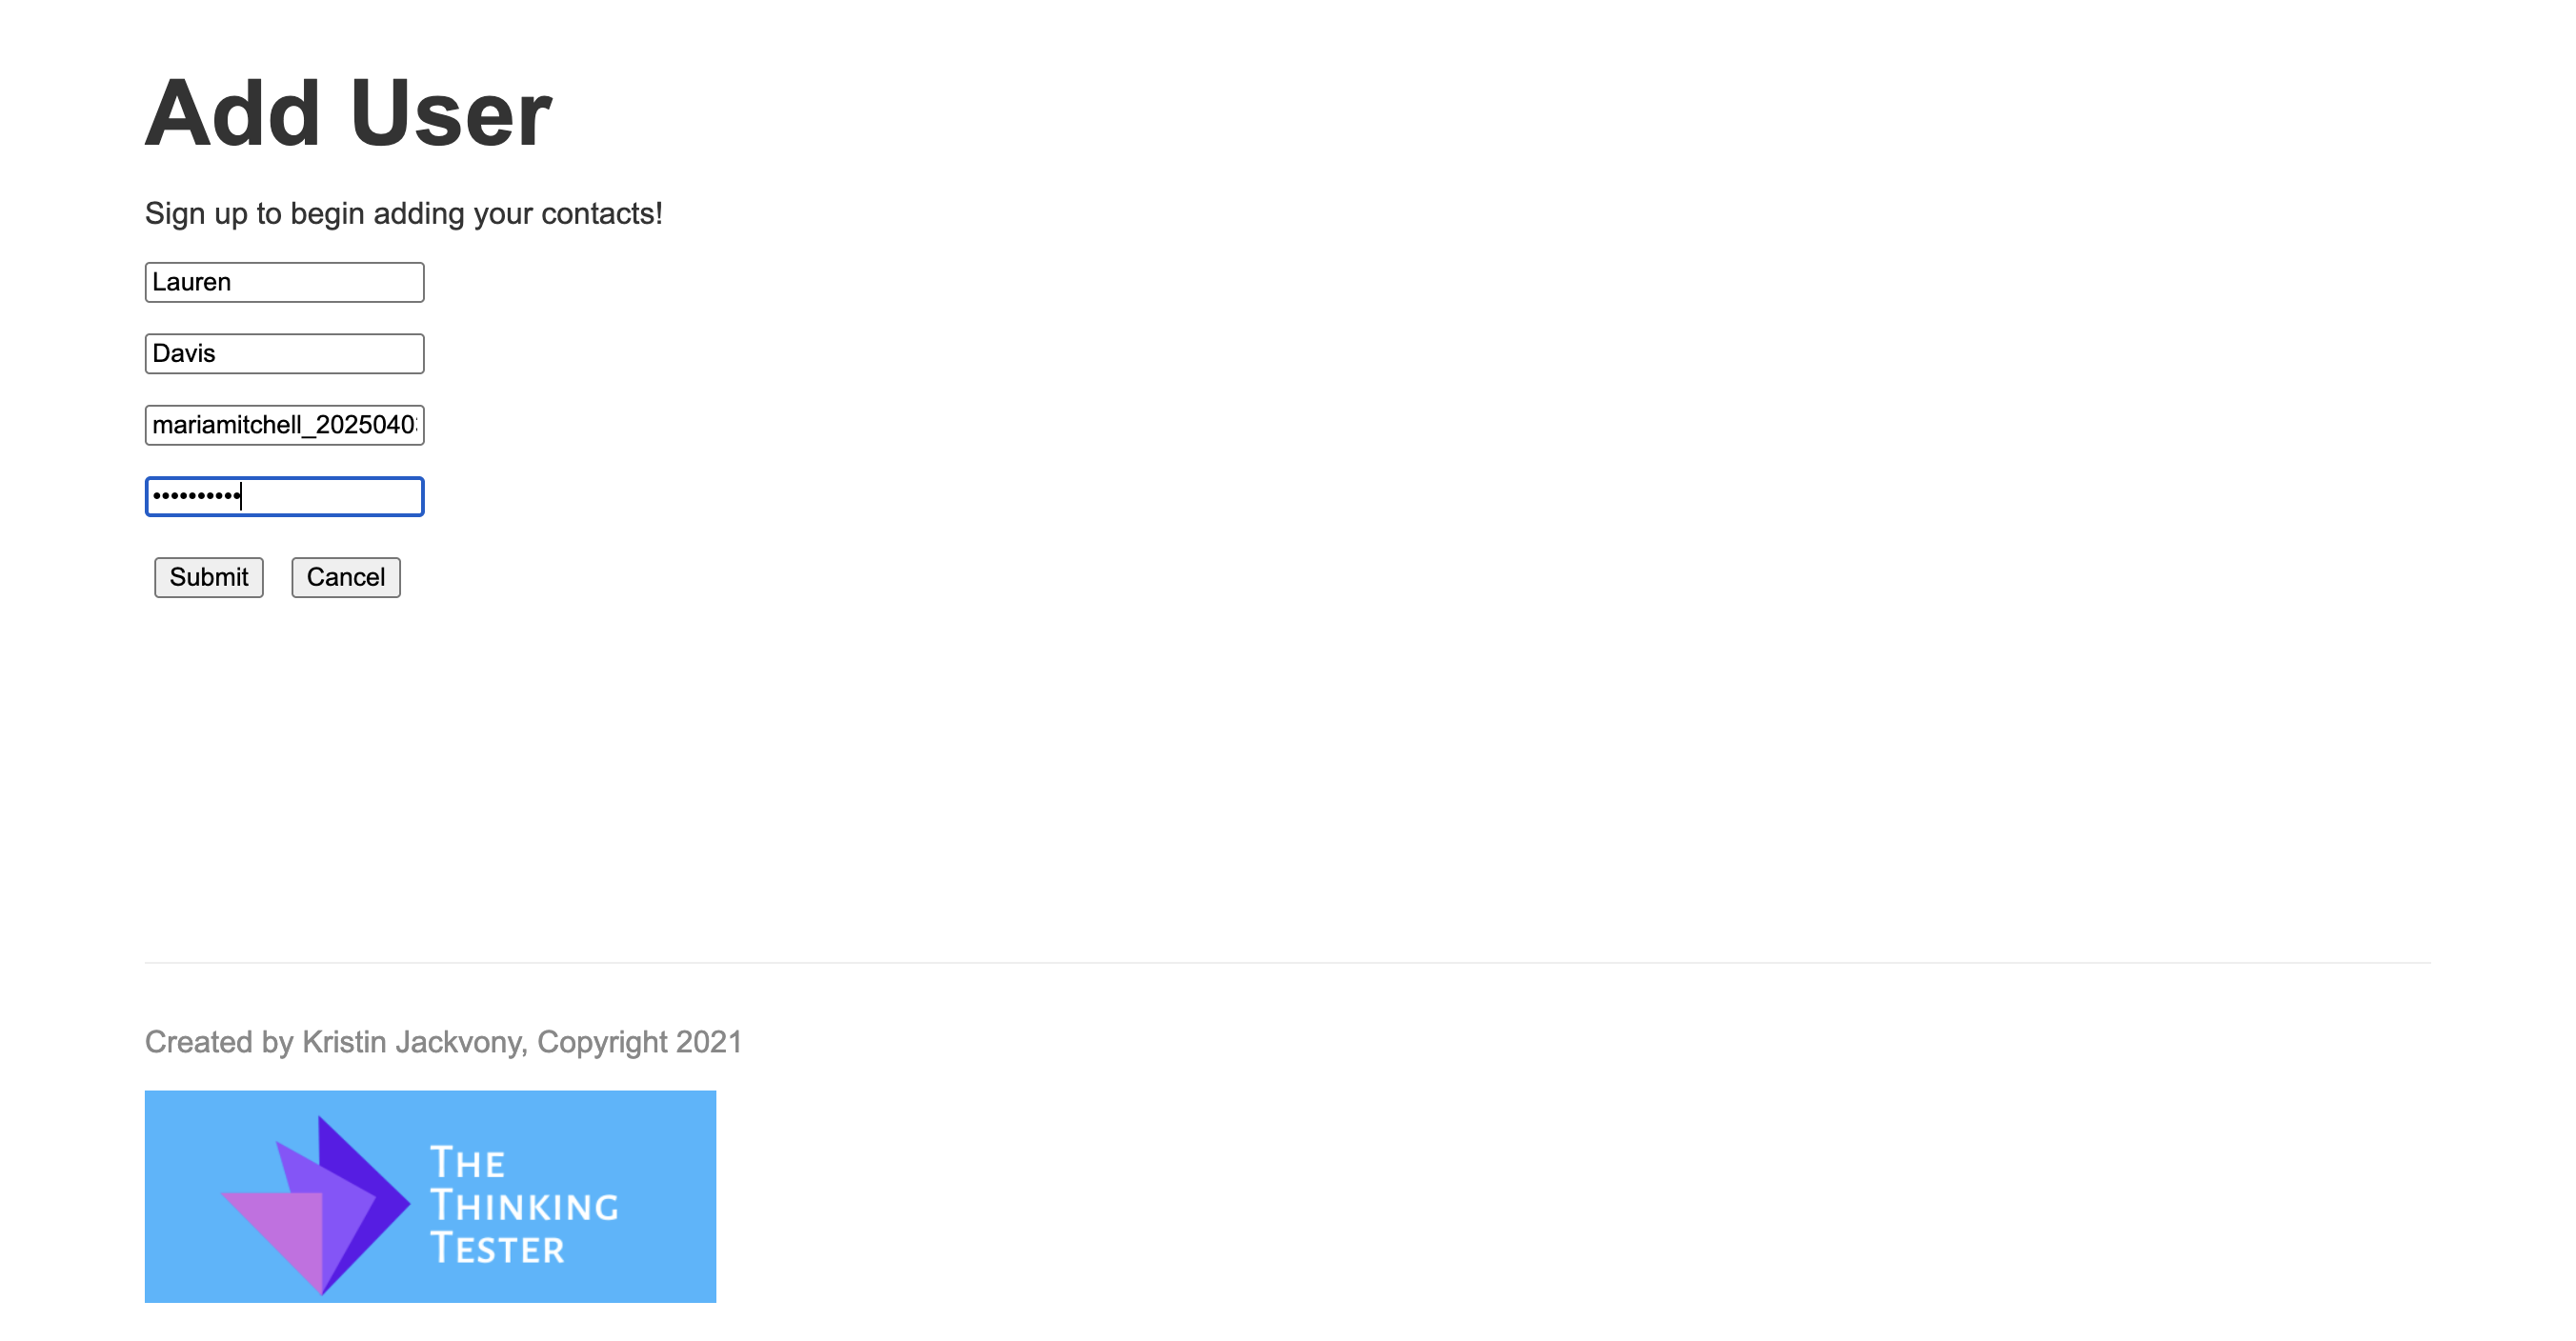 Add User
Sign up to begin adding your contacts!
Lauren
Davis
mariamitchell_2025040
••••••••••
Submit Cancel
Created by Kristin Jackvony, Copyright 2021
THE
THINKING
TESTER